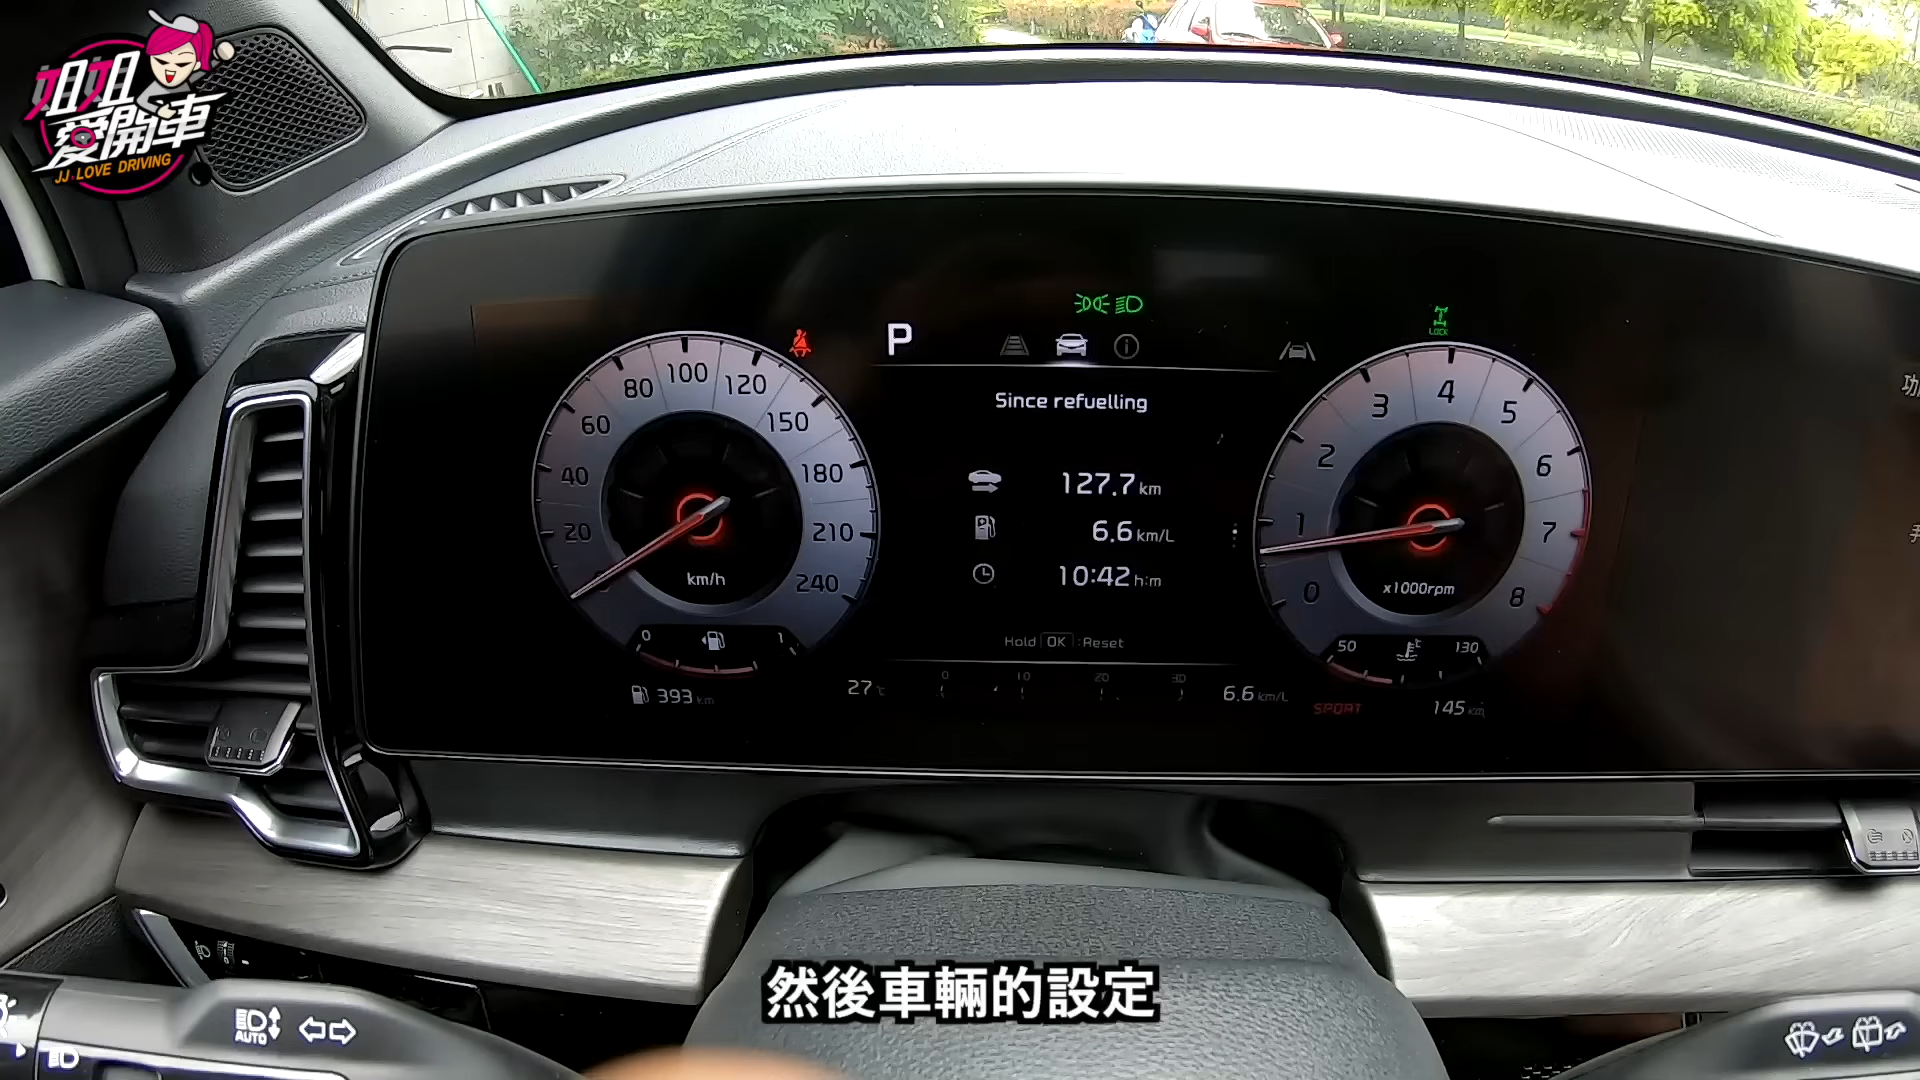 姐姐
愛開車
JJ LOVE DRIVING
P
LOCK
Since refuelling
127.7 km
6.6 km/L
10:42 h:m
Hold OK : Reset
20
40
60
80
100
120
150
180
210
240
km/h
0 1
393 km
27°C
0 10 20 30
6.6 km/L
0
1
2
3
4
5
6
7
8
x1000rpm
50 °C 130
SPORT
145 km
AUTO
然後車輛的設定